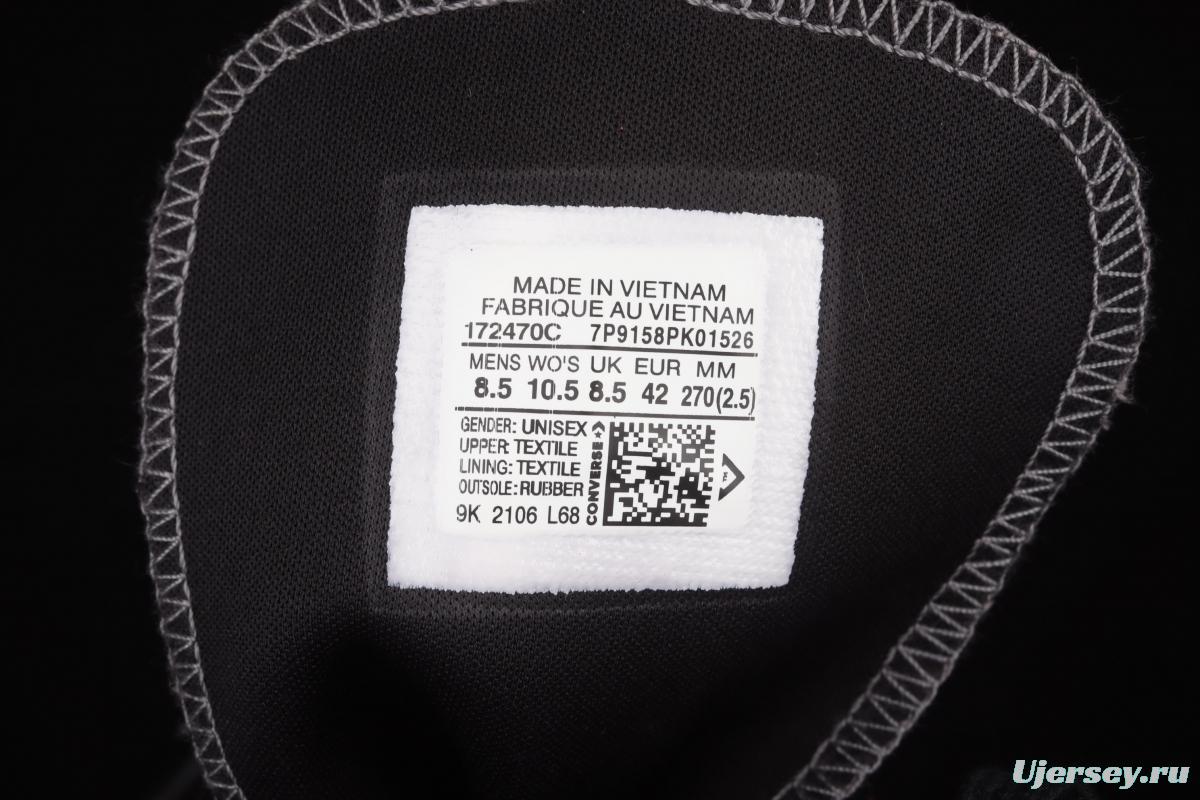 MADE IN VIETNAM
FABRIQUE AU VIETNAM
172470C 7P9158PK01526
MENS WO'S UK EUR MM
8.5 10.5 8.5 42 270(2.5)
GENDER: UNISEX
UPPER: TEXTILE
LINING: TEXTILE
OUTSOLE: RUBBER
9K 2106 L68
CONVERSE
TM
Ujersey.ru